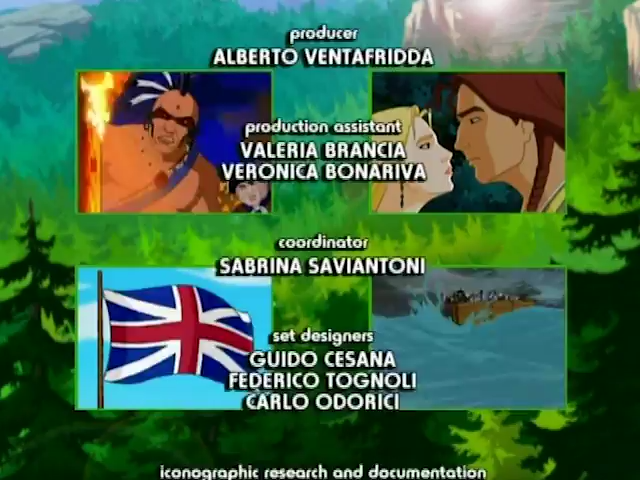 producer
ALBERTO VENTAFRIDDA
production assistant
VALERIA BRANCIA
VERONICA BONARIVA
coordinator
SABRINA SAVIANTONI
set designers
GUIDO CESANA
FEDERICO TOGNOLI
CARLO ODORICI
iconographic research and documentation